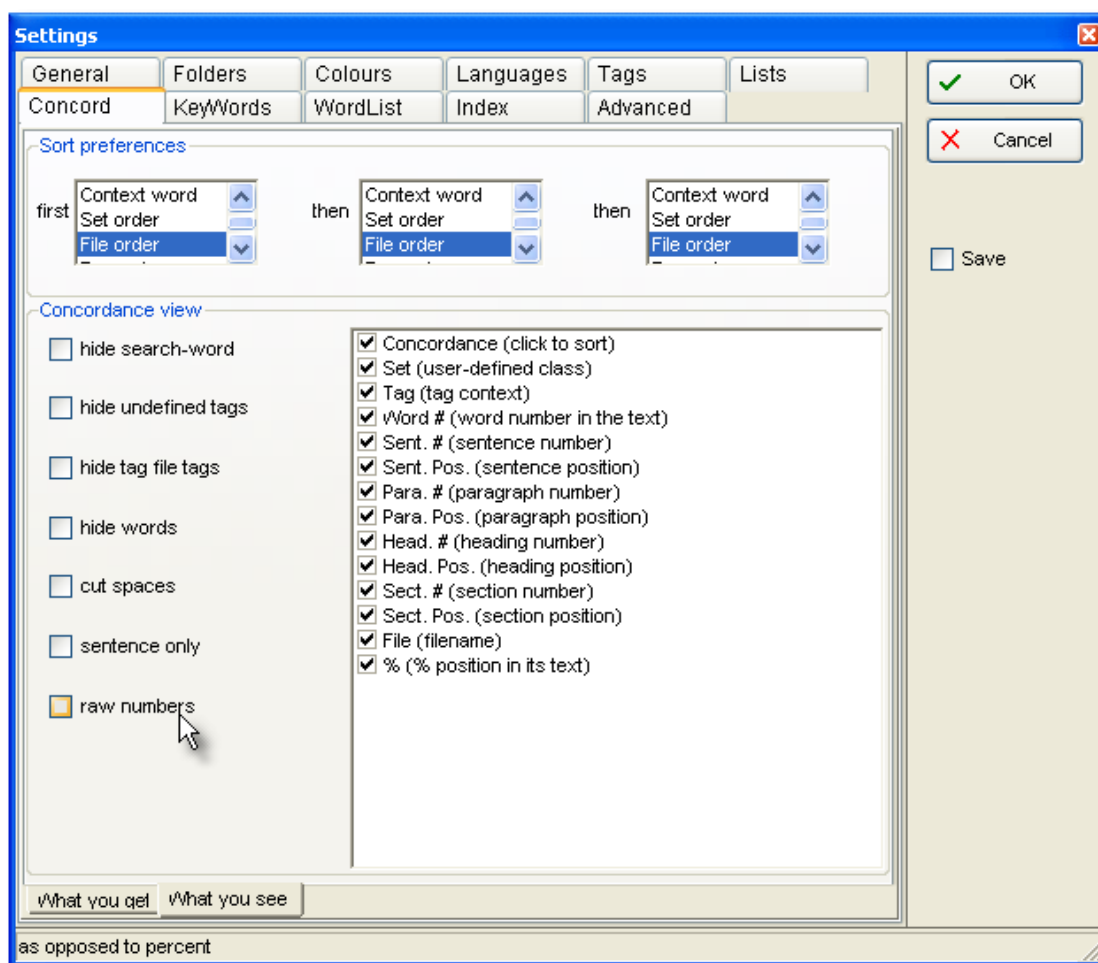 Settings
General Folders Colours Languages Tags Lists
Concord KeyWords WordList Index Advanced
OK
Cancel
Save
Sort preferences
first
Context word
Set order
File order
then
Context word
Set order
File order
then
Context word
Set order
File order
Concordance view
hide search-word
hide undefined tags
hide tag file tags
hide words
cut spaces
sentence only
raw numbers
Concordance (click to sort)
Set (user-defined class)
Tag (tag context)
Word # (word number in the text)
Sent. # (sentence number)
Sent. Pos. (sentence position)
Para. # (paragraph number)
Para. Pos. (paragraph position)
Head. # (heading number)
Head. Pos. (heading position)
Sect. # (section number)
Sect. Pos. (section position)
File (filename)
% (% position in its text)
What you get What you see
as opposed to percent